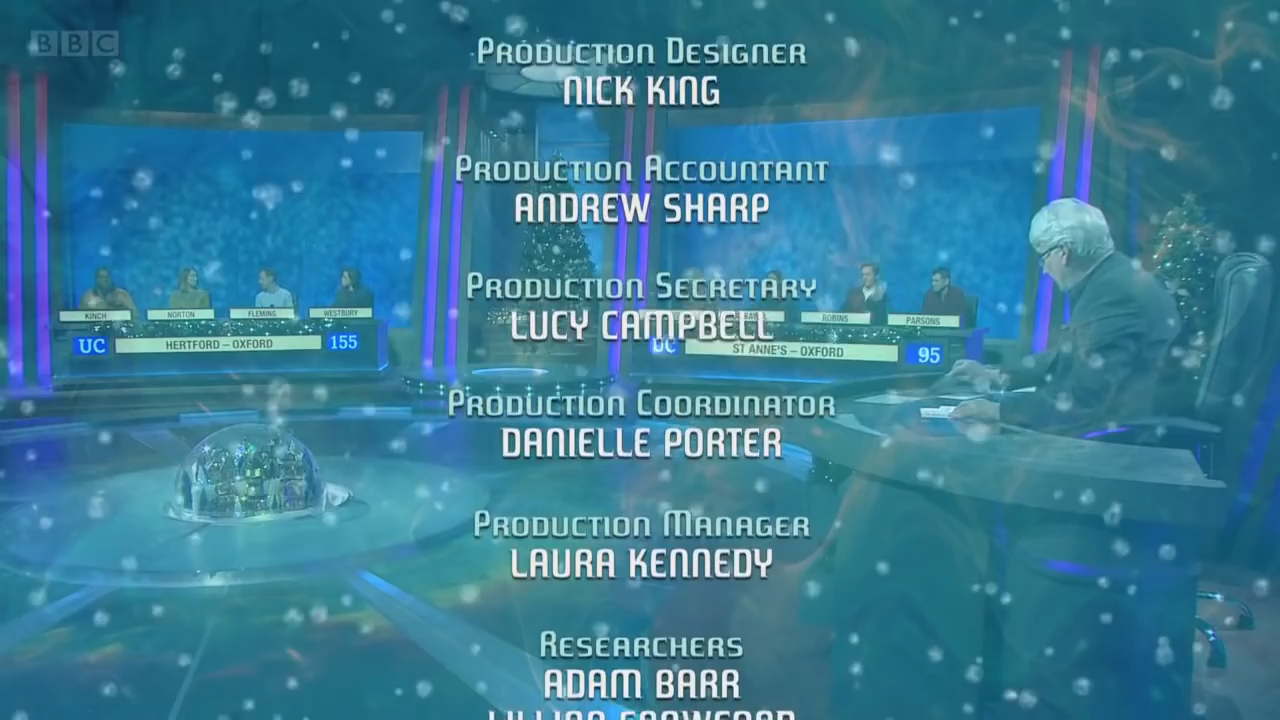 BBC
PRODUCTION DESIGNER
NICK KING
PRODUCTION ACCOUNTANT
ANDREW SHARP
PRODUCTION SECRETARY
LUCY CAMPBELL
KINCH
NORTON
FLEMING
WESTBURY
ROBINS
PARSONS
UC
HERTFORD – OXFORD
155
UC
ST ANNE'S – OXFORD
95
PRODUCTION COORDINATOR
DANIELLE PORTER
PRODUCTION MANAGER
LAURA KENNEDY
RESEARCHERS
ADAM BARR